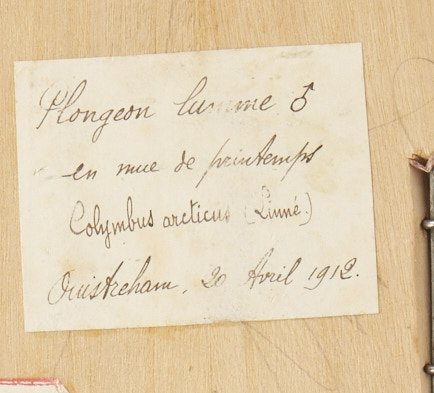 Plongeon lumme ♂
en mue de printemps
Colymbus arcticus (Linné.)
Ouistreham, 20 Avril 1912.